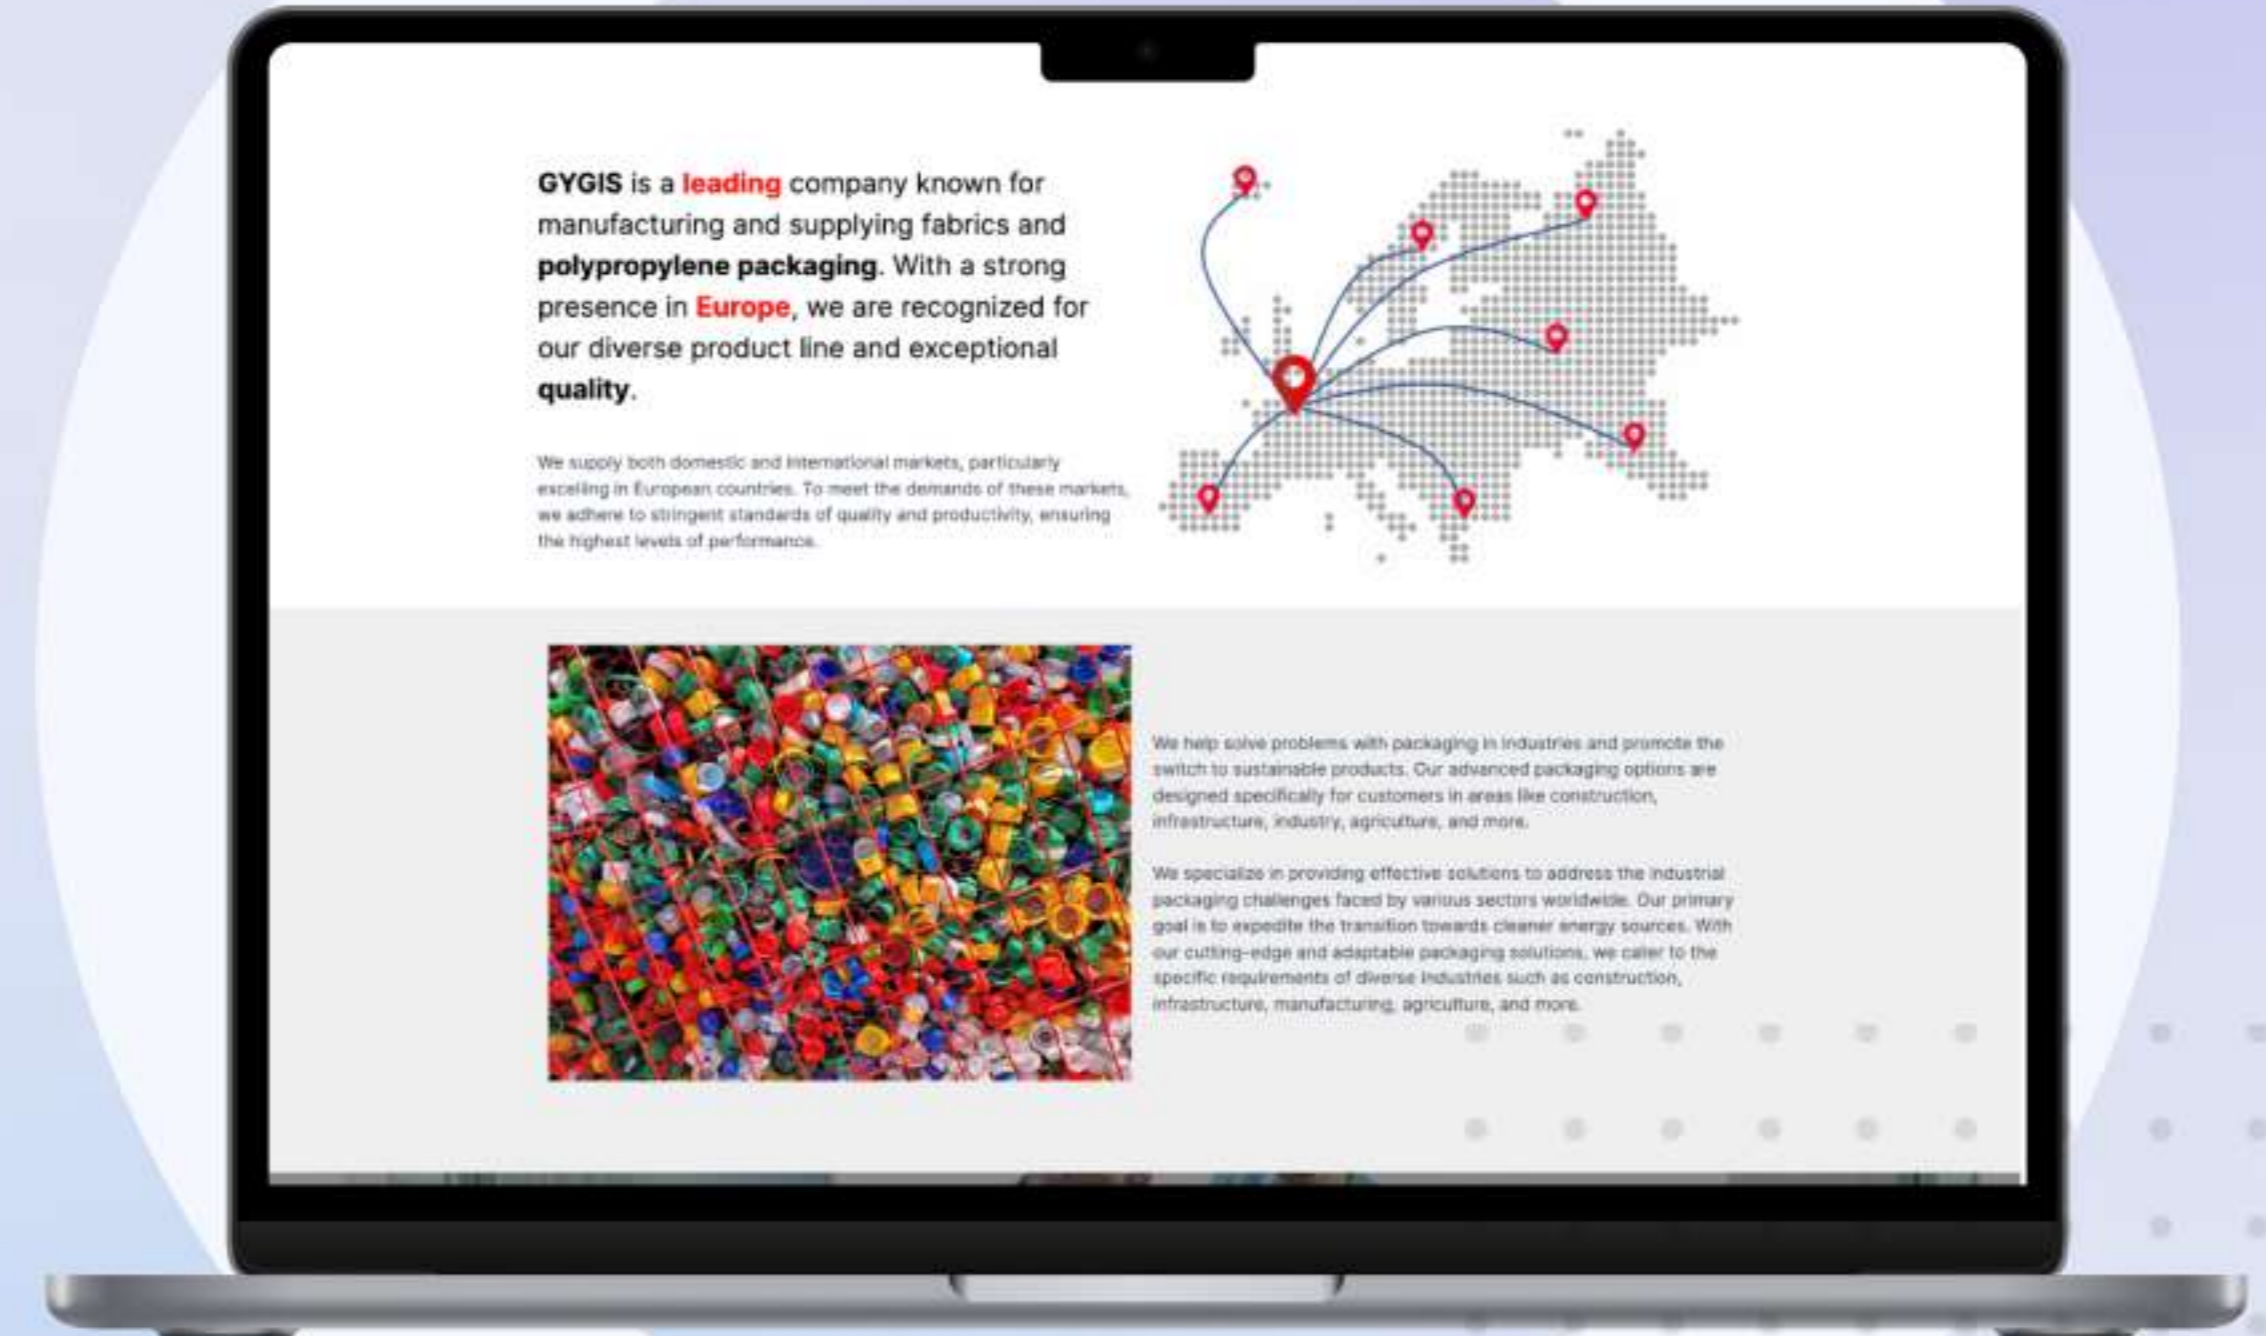 GYGIS is a leading company known for
manufacturing and supplying fabrics and
polypropylene packaging. With a strong
presence in Europe, we are recognized for
our diverse product line and exceptional
quality.
We supply both domestic and international markets, particularly
excelling in European countries. To meet the demands of these markets,
we adhere to stringent standards of quality and productivity, ensuring
the highest levels of performance.
We help solve problems with packaging in industries and promote the
switch to sustainable products. Our advanced packaging options are
designed specifically for customers in areas like construction,
infrastructure, industry, agriculture, and more.
We specialize in providing effective solutions to address the industrial
packaging challenges faced by various sectors worldwide. Our primary
goal is to expedite the transition towards cleaner energy sources. With
our cutting-edge and adaptable packaging solutions, we cater to the
specific requirements of diverse industries such as construction,
infrastructure, manufacturing, agriculture, and more.